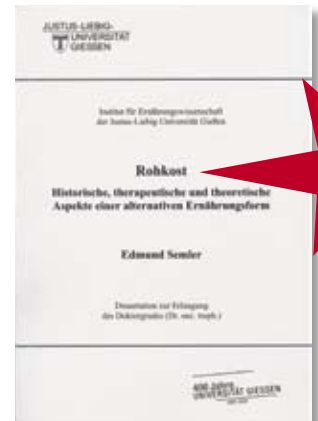 JUSTUS-LIEBIG-
UNIVERSITÄT
GIESSEN
Institut für Ernährungswissenschaft
der Justus-Liebig-Universität Gießen
Rohkost
Historische, therapeutische und theoretische
Aspekte einer alternativen Ernährungsform
Edmund Semler
Dissertation zur Erlangung
des Doktorgrades (Dr. oec. troph.)
400 Jahre
UNIVERSITÄT GIESSEN